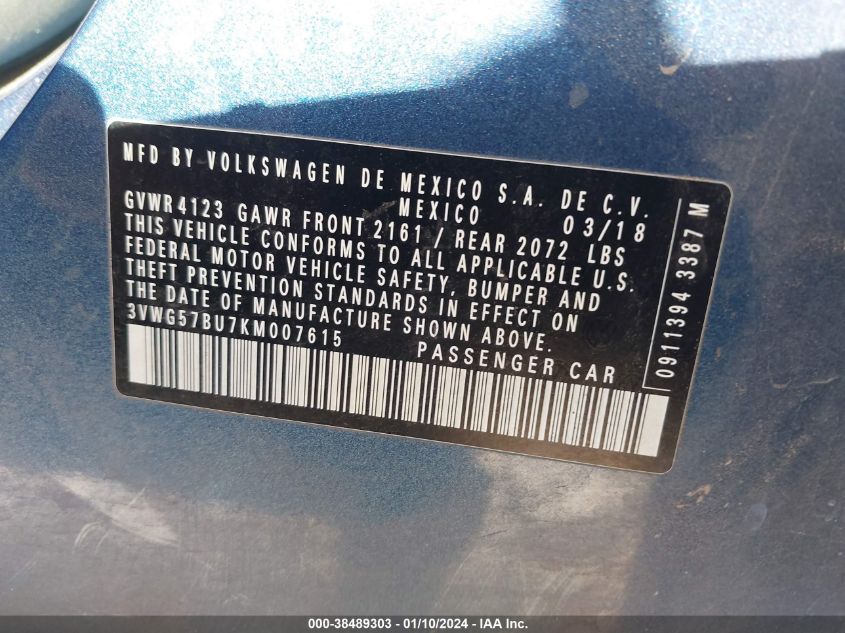 MFD BY VOLKSWAGEN DE MEXICO S.A. DE C.V.
MEXICO 03/18
GVWR 4123 GAWR FRONT 2161 / REAR 2072 LBS
THIS VEHICLE CONFORMS TO ALL APPLICABLE U.S.
FEDERAL MOTOR VEHICLE SAFETY, BUMPER AND
THEFT PREVENTION STANDARDS IN EFFECT ON
THE DATE OF MANUFACTURE SHOWN ABOVE.
3VWG57BU7KM007615 PASSENGER CAR
0911394 3387 M
000-38489303 - 01/10/2024 - IAA Inc.